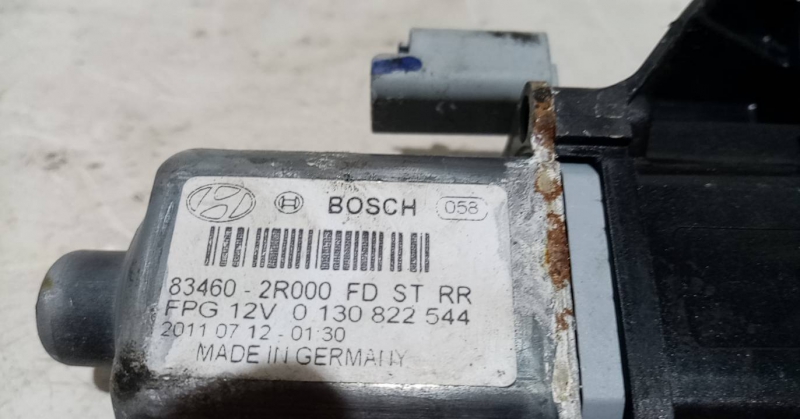 BOSCH 058
83460 - 2R000 FD ST RR
FPG 12V 0 130 822 544
2011 07 12 - 01:30
MADE IN GERMANY